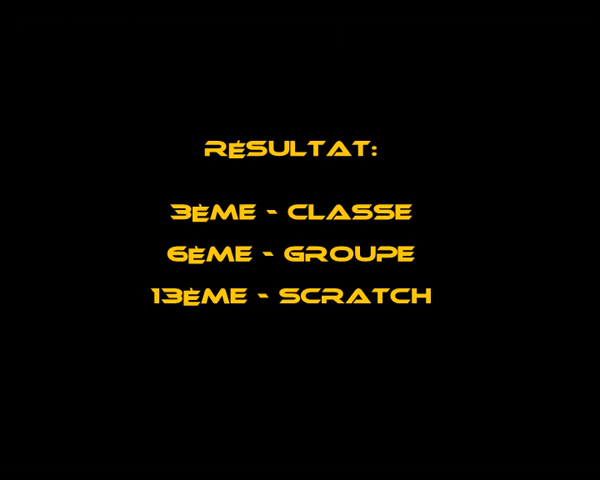 RÉSULTAT:
3ÈME - CLASSE
6ÈME - GROUPE
13ÈME - SCRATCH